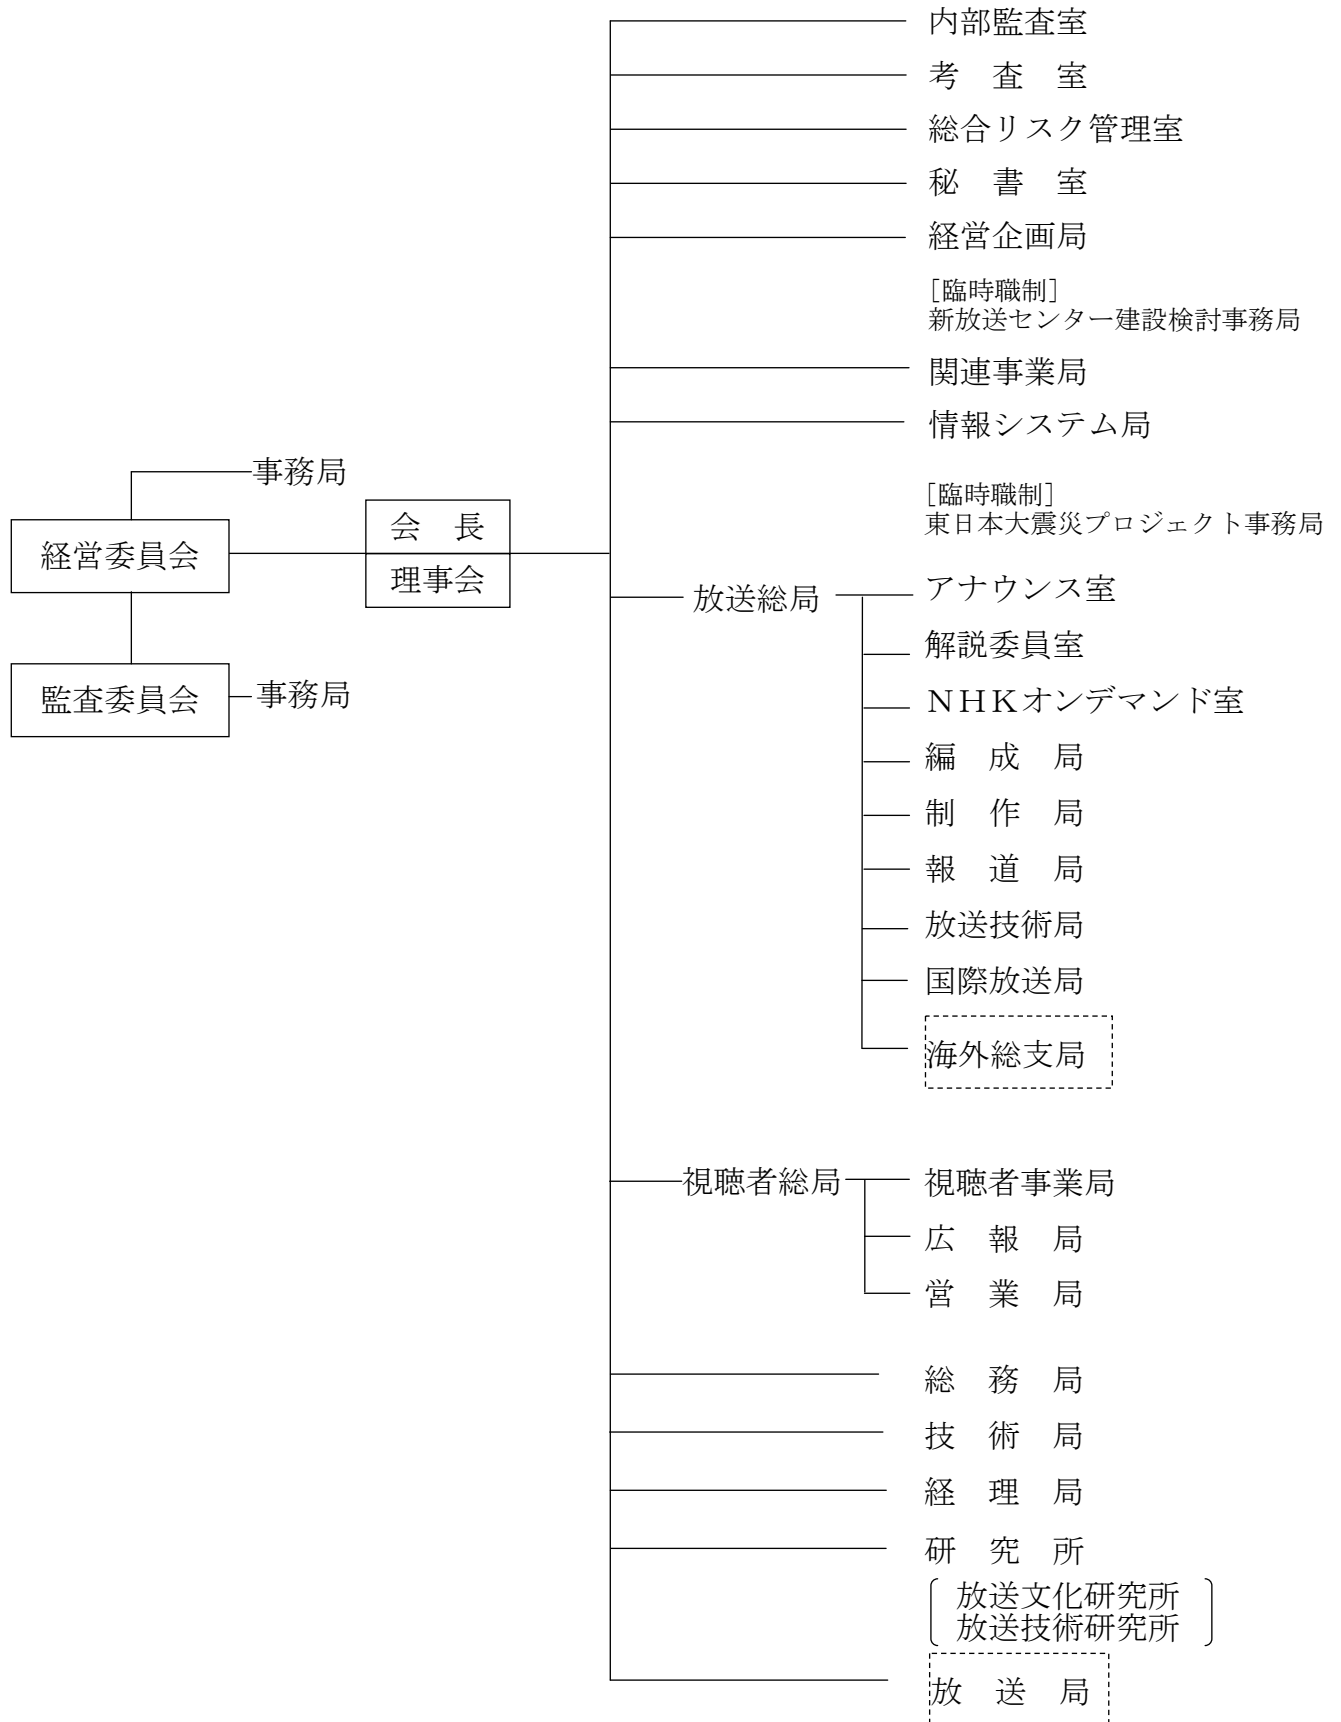 内部監査室
考　査　室
総合リスク管理室
秘　書　室
経営企画局
［臨時職制］
新放送センター建設検討事務局
関連事業局
情報システム局
事務局
経営委員会
会　長
理事会
監査委員会
事務局
［臨時職制］
東日本大震災プロジェクト事務局
放送総局
アナウンス室
解説委員室
ＮＨＫオンデマンド室
編　成　局
制　作　局
報　道　局
放送技術局
国際放送局
海外総支局
視聴者総局
視聴者事業局
広　報　局
営　業　局
総　務　局
技　術　局
経　理　局
研　究　所
放送文化研究所
放送技術研究所
放　送　局